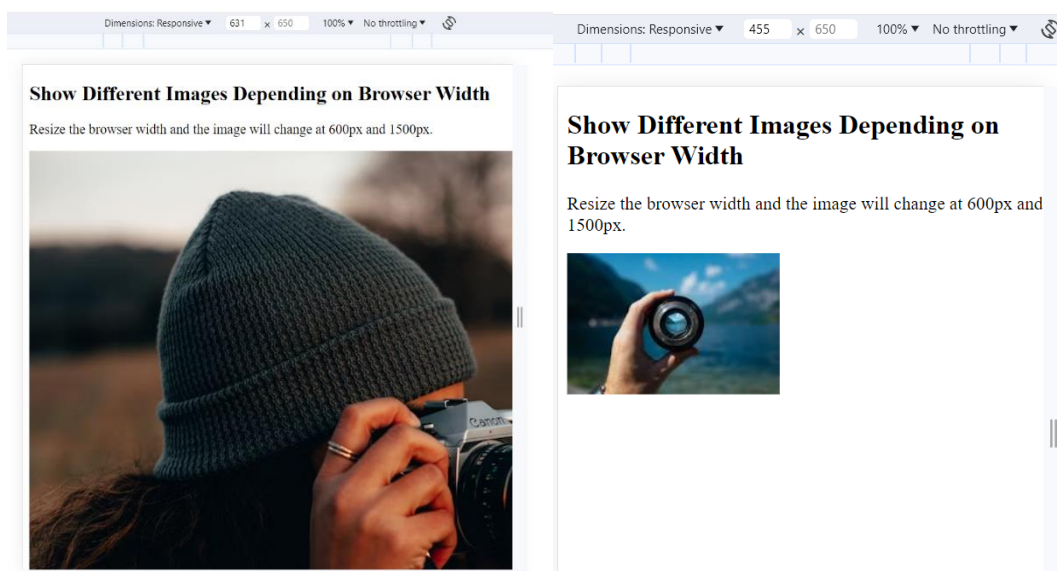 Dimensions: Responsive ▼ 631 × 650 100% ▼ No throttling ▼
Show Different Images Depending on Browser Width
Resize the browser width and the image will change at 600px and 1500px.
Canon
Dimensions: Responsive ▼ 455 × 650 100% ▼ No throttling ▼
Show Different Images Depending on
Browser Width
Resize the browser width and the image will change at 600px and
1500px.